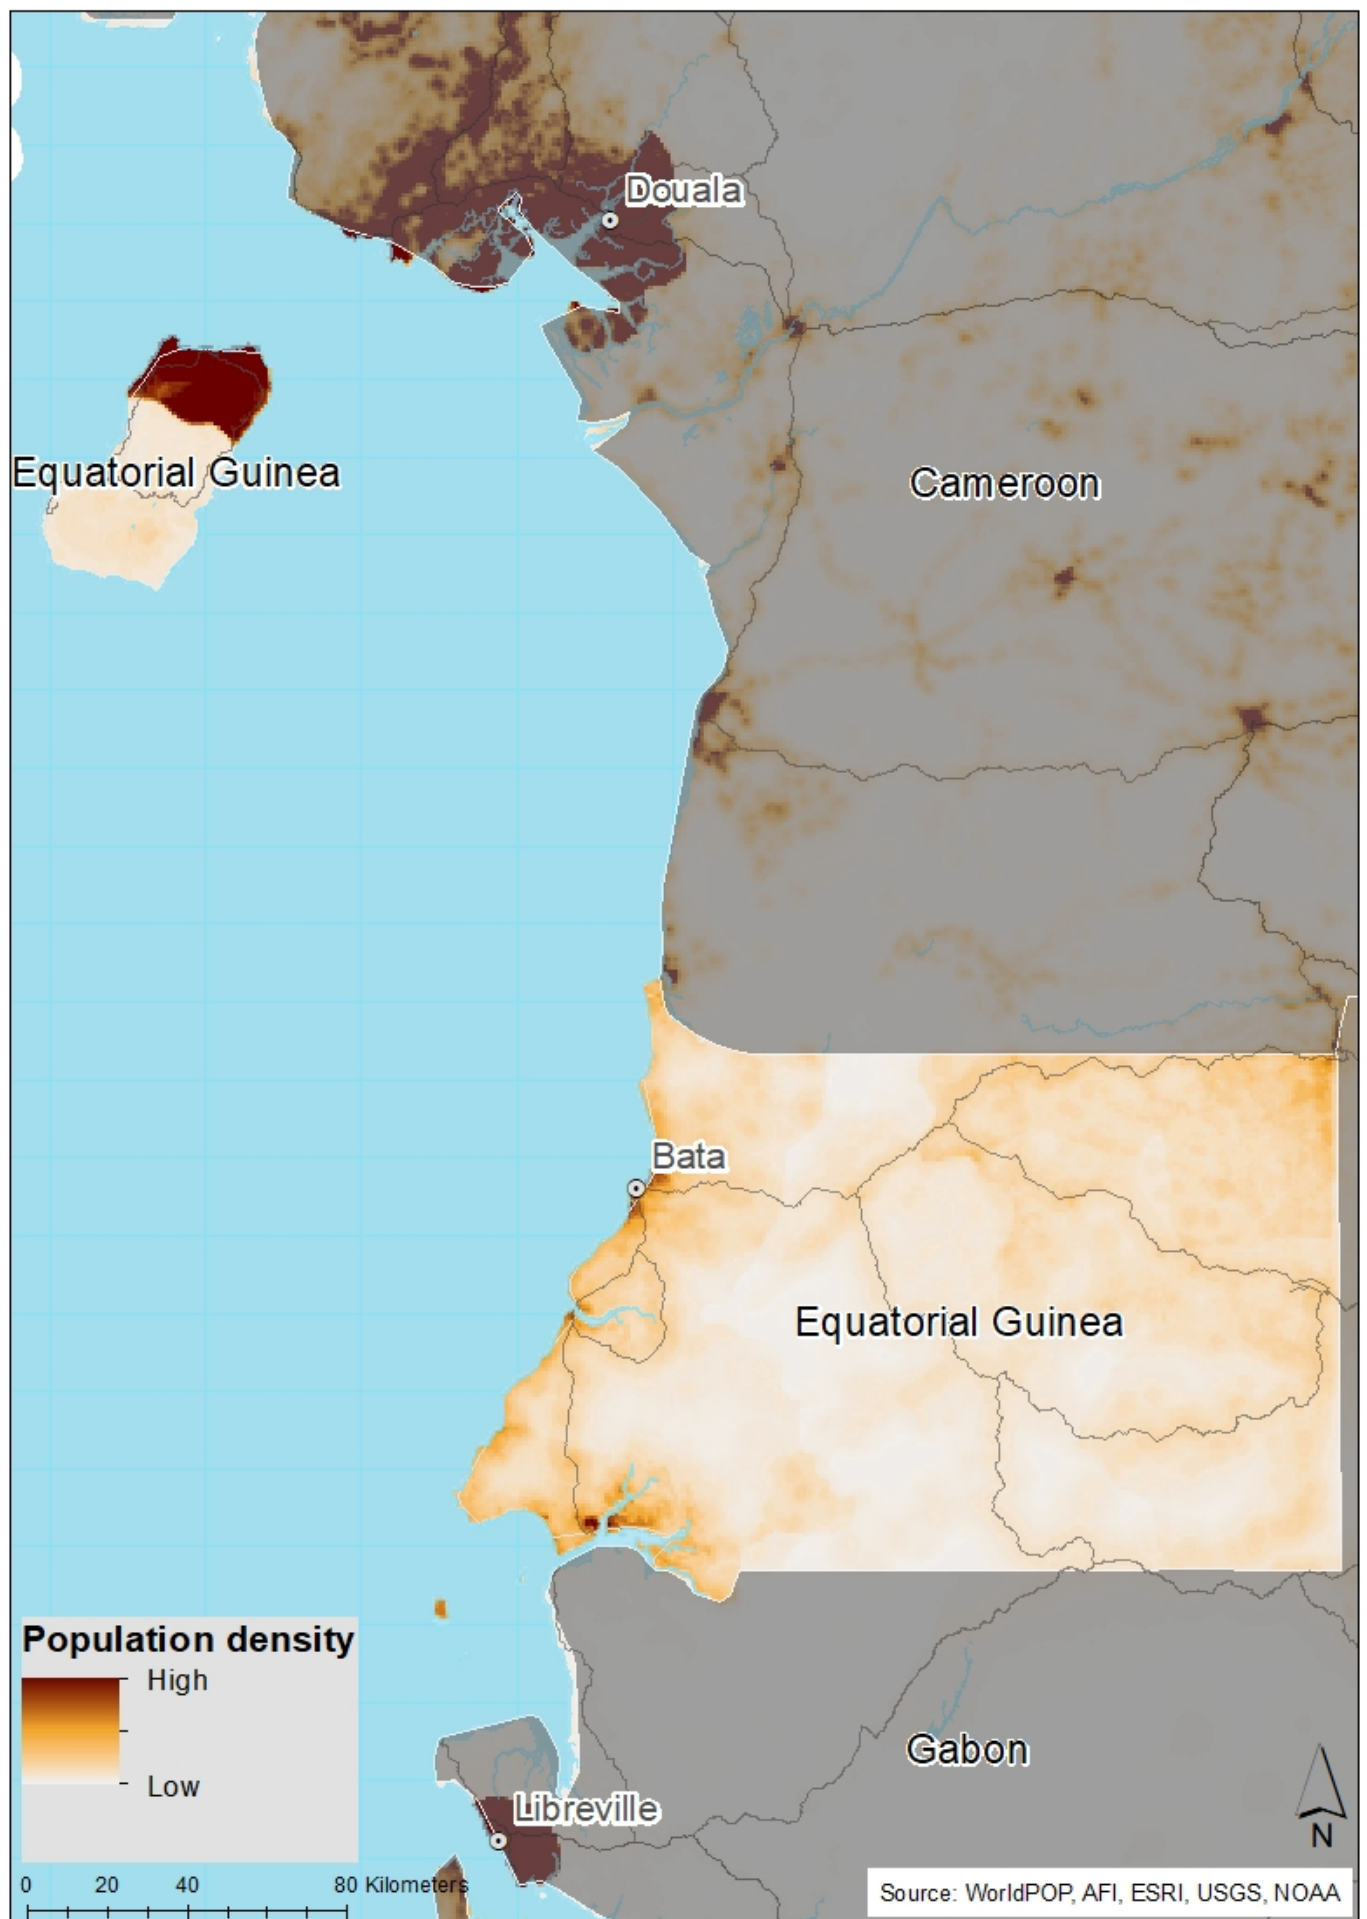 Douala
Equatorial Guinea
Cameroon
Bata
Equatorial Guinea
Population density
High
Low
Gabon
Libreville
N
0 20 40 80 Kilometers
Source: WorldPOP, AFI, ESRI, USGS, NOAA